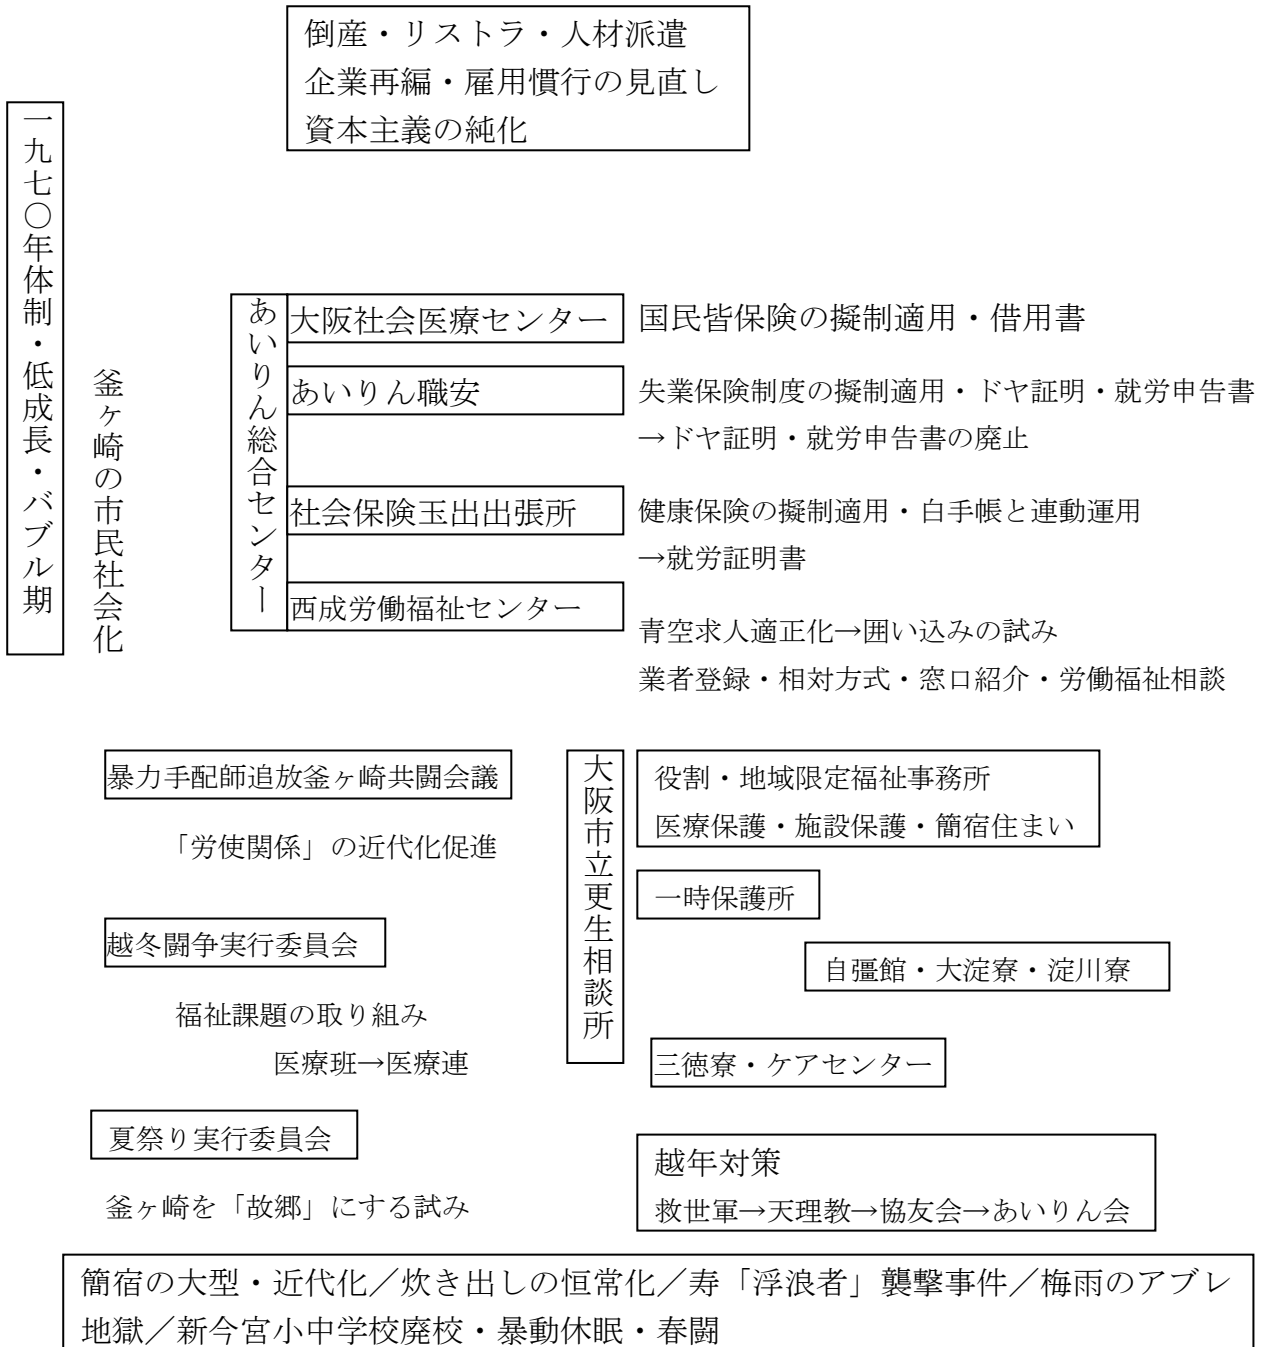 倒産・リストラ・人材派遣
企業再編・雇用慣行の見直し
資本主義の純化
一九七〇年体制・低成長・バブル期
釜ヶ崎の市民社会化
あいりん総合センター
大阪社会医療センター
国民皆保険の擬制適用・借用書
あいりん職安
失業保険制度の擬制適用・ドヤ証明・就労申告書
→ドヤ証明・就労申告書の廃止
社会保険玉出出張所
健康保険の擬制適用・白手帳と連動運用
→就労証明書
西成労働福祉センター
青空求人適正化→囲い込みの試み
業者登録・相対方式・窓口紹介・労働福祉相談
暴力手配師追放釜ヶ崎共闘会議
「労使関係」の近代化促進
越冬闘争実行委員会
福祉課題の取り組み
医療班→医療連
夏祭り実行委員会
釜ヶ崎を「故郷」にする試み
大阪市立更生相談所
役割・地域限定福祉事務所
医療保護・施設保護・簡宿住まい
一時保護所
自彊館・大淀寮・淀川寮
三徳寮・ケアセンター
越年対策
救世軍→天理教→協友会→あいりん会
簡宿の大型・近代化／炊き出しの恒常化／寿「浮浪者」襲撃事件／梅雨のアブレ
地獄／新今宮小中学校廃校・暴動休眠・春闘